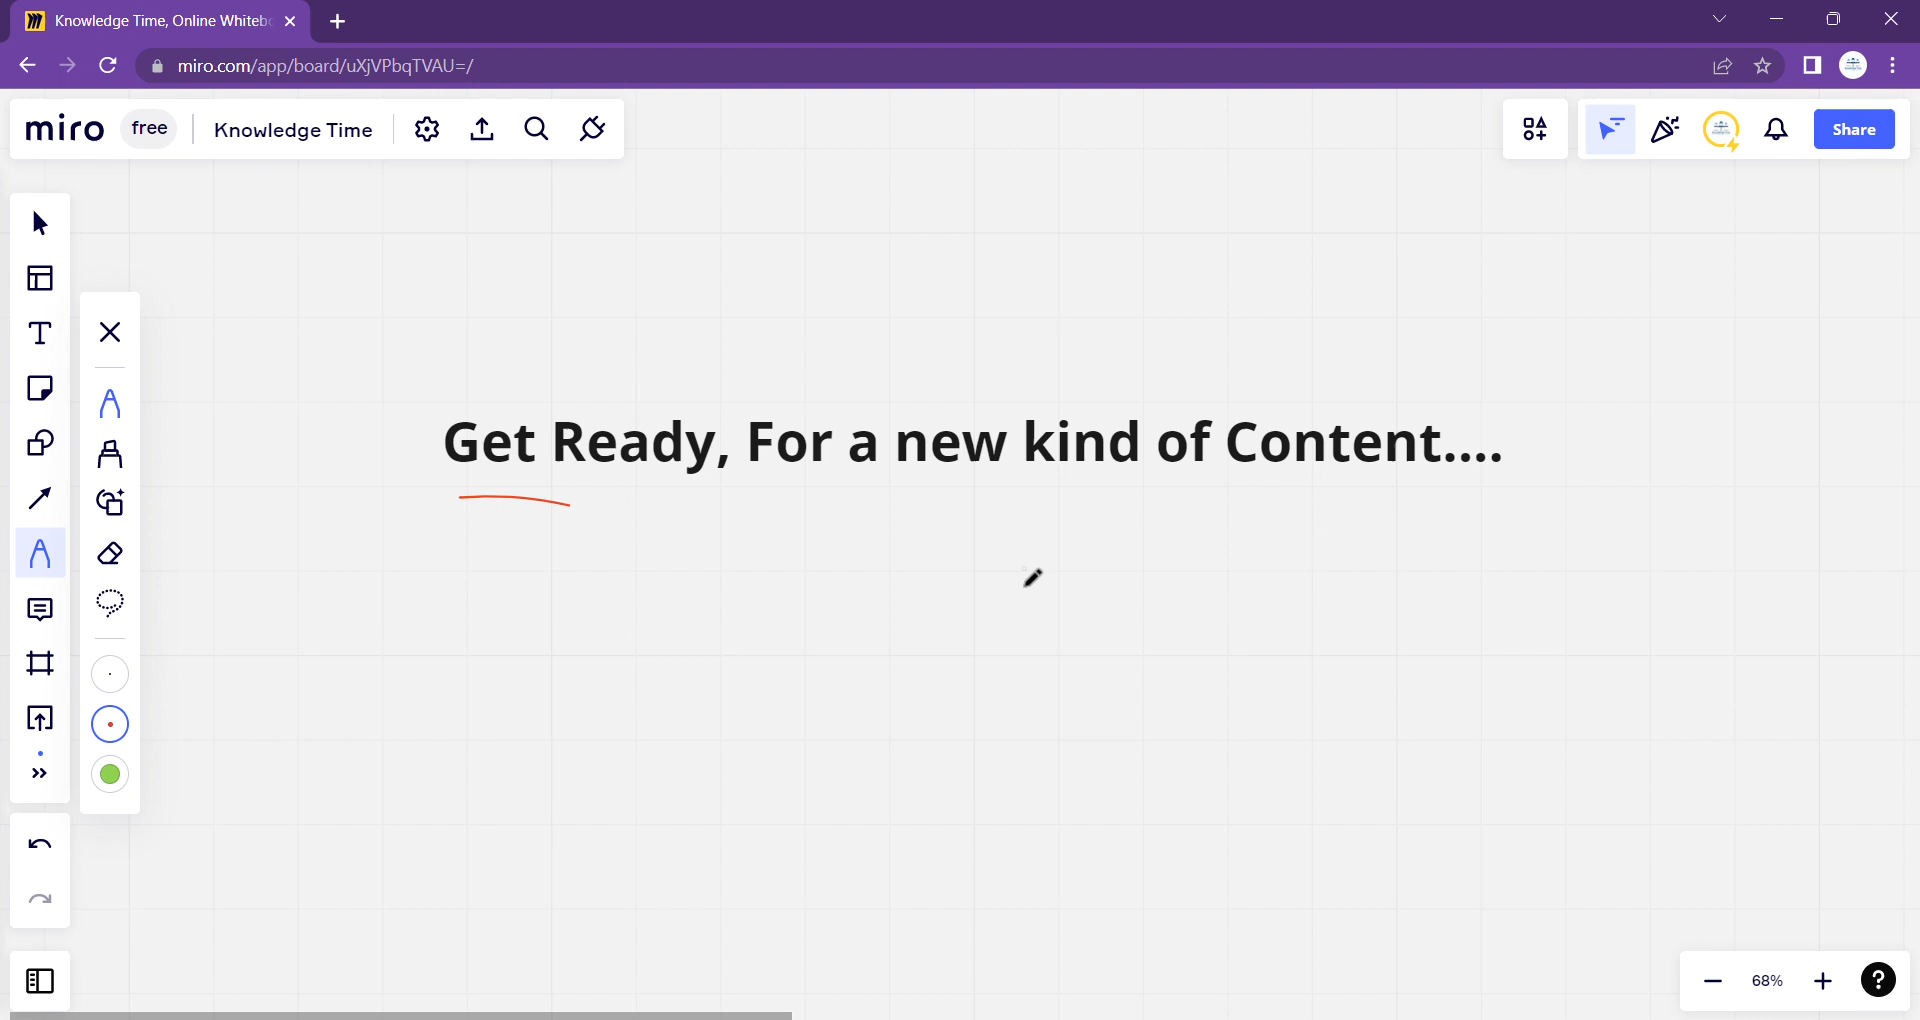 Knowledge Time, Online Whitebo
miro.com/app/board/uXjVPbqTVAU=/
miro
free
Knowledge Time
Share
Get Ready, For a new kind of Content....
68%
?